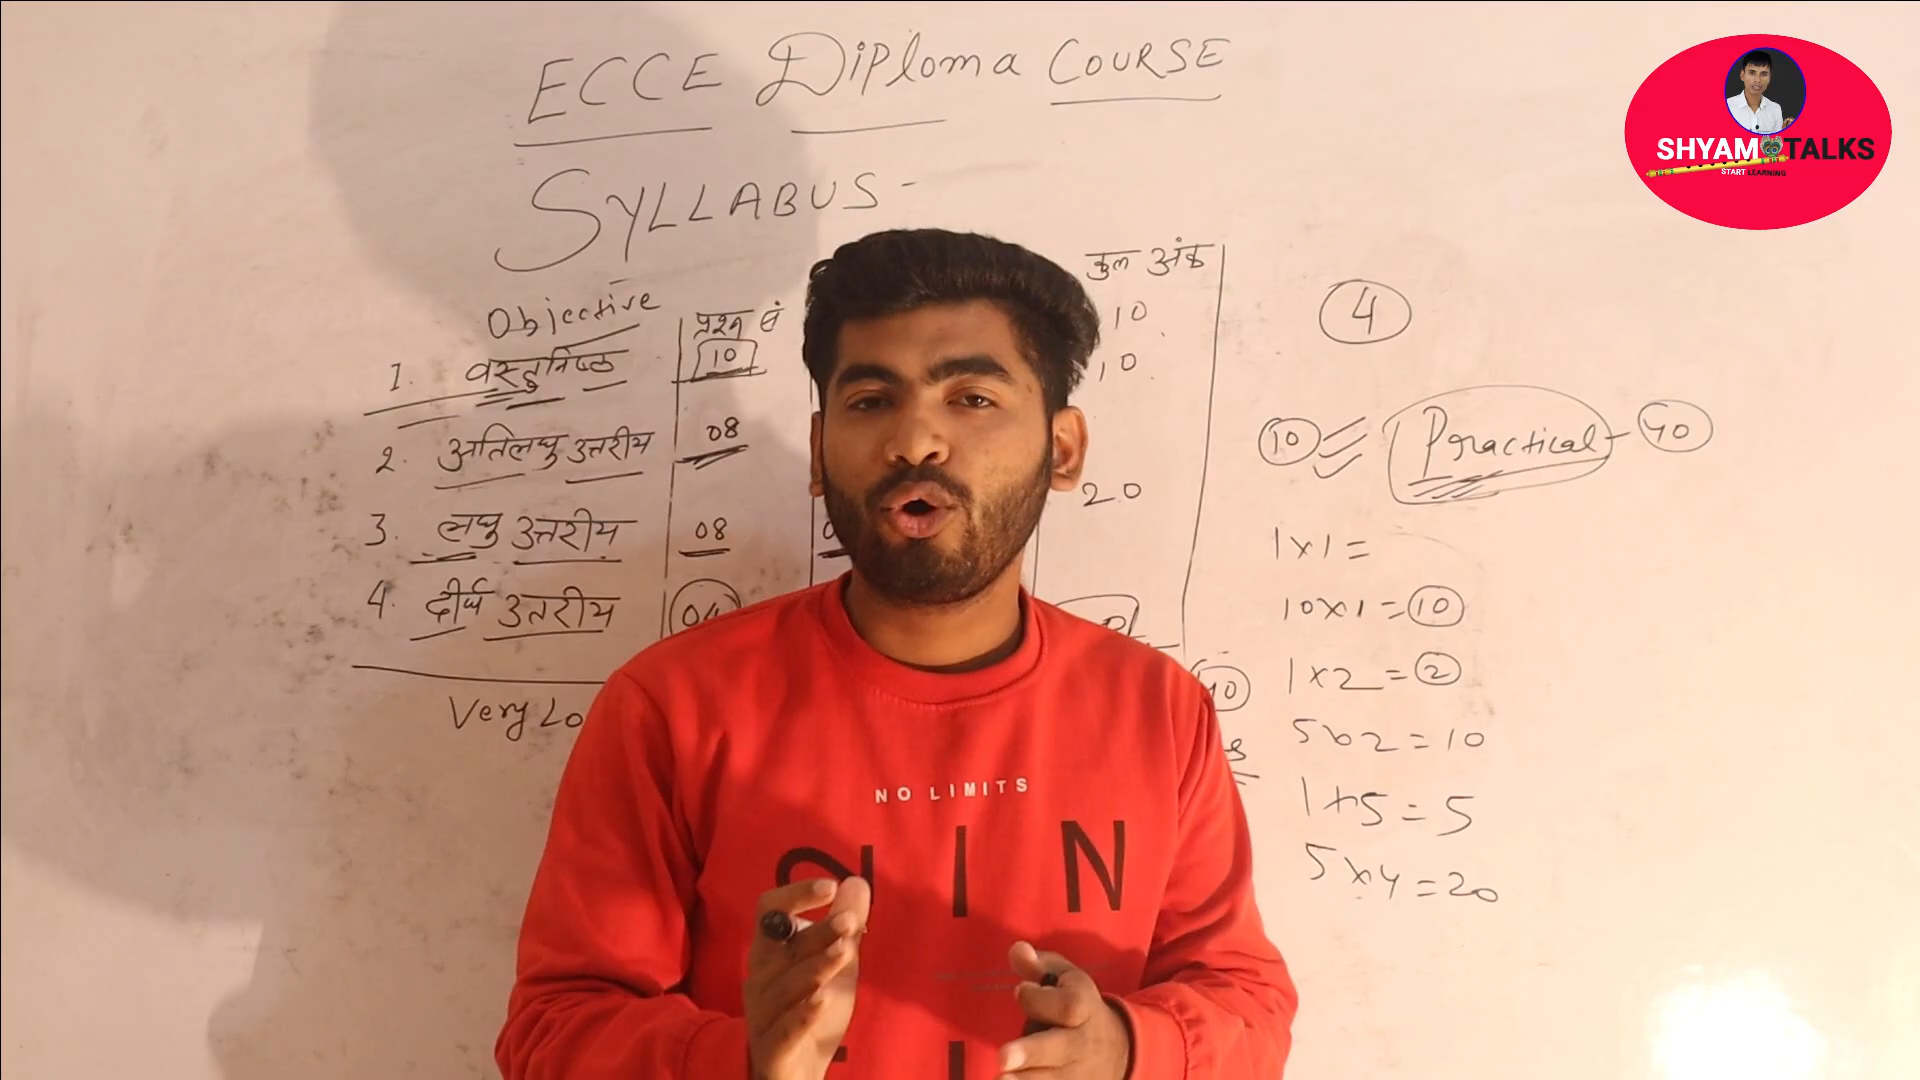 ECCE Diploma COURSE
SYLLABUS-
SHYAM TALKS
START LEARNING
Objective
प्रश्न सं
कुल अंक
1. वस्तुनिष्ठ 10 10
2. अतिलघु उत्तरीय 08 10
3. लघु उत्तरीय 08 20
4. दीर्घ उत्तरीय 04
Very Lo
4
10 Practical - 40
1x1=
10x1=10
1x2=2
5x2=10
1x5=5
5x4=20
NO LIMITS
IN